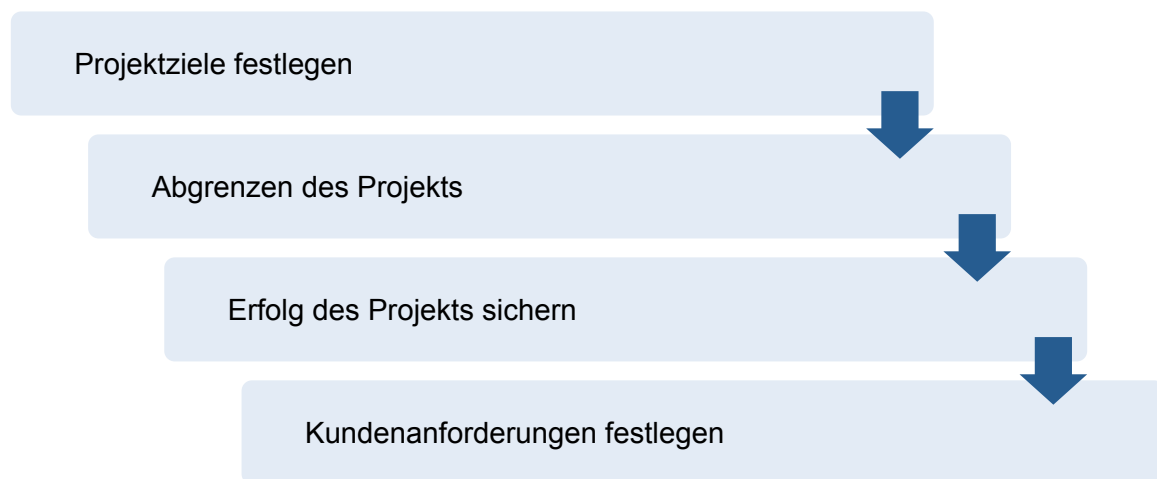 Projektziele festlegen
Abgrenzen des Projekts
Erfolg des Projekts sichern
Kundenanforderungen festlegen